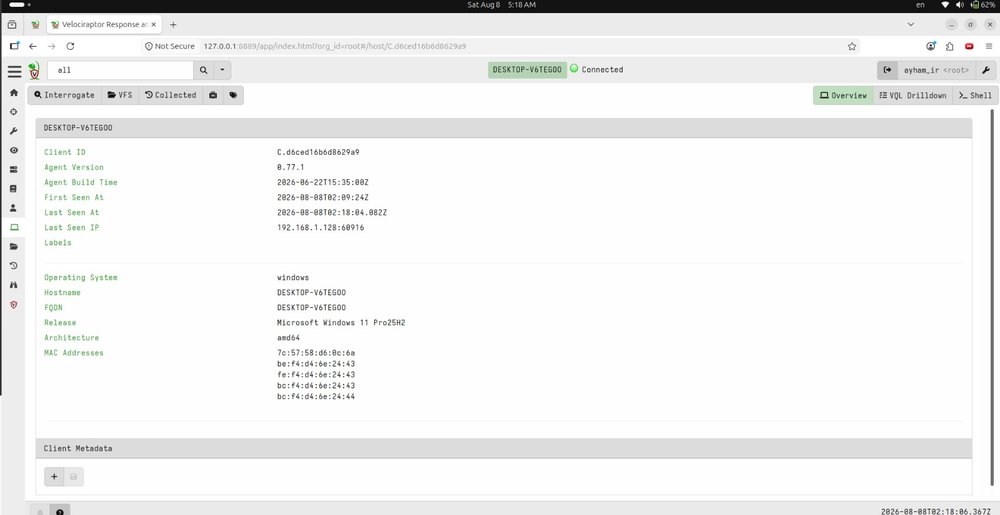 Sat Aug 8 5:18 AM
en
62%
Velociraptor Response an
Not Secure
127.0.0.1:8889/app/index.html?org_id=root#/host/C.d6ced16b6d8629a9
all
DESKTOP-V6TEGOO
Connected
ayham_ir <root>
Interrogate
VFS
Collected
Overview
VQL Drilldown
>_ Shell
DESKTOP-V6TEGOO
Client ID C.d6ced16b6d8629a9
Agent Version 0.77.1
Agent Build Time 2026-06-22T15:35:00Z
First Seen At 2026-08-08T02:09:24Z
Last Seen At 2026-08-08T02:18:04.082Z
Last Seen IP 192.168.1.128:60916
Labels
Operating System windows
Hostname DESKTOP-V6TEGOO
FQDN DESKTOP-V6TEGOO
Release Microsoft Windows 11 Pro25H2
Architecture amd64
MAC Addresses 7c:57:58:d6:0c:6a
be:f4:d4:6e:24:43
fe:f4:d4:6e:24:43
bc:f4:d4:6e:24:43
bc:f4:d4:6e:24:44
Client Metadata
2026-08-08T02:18:06.367Z